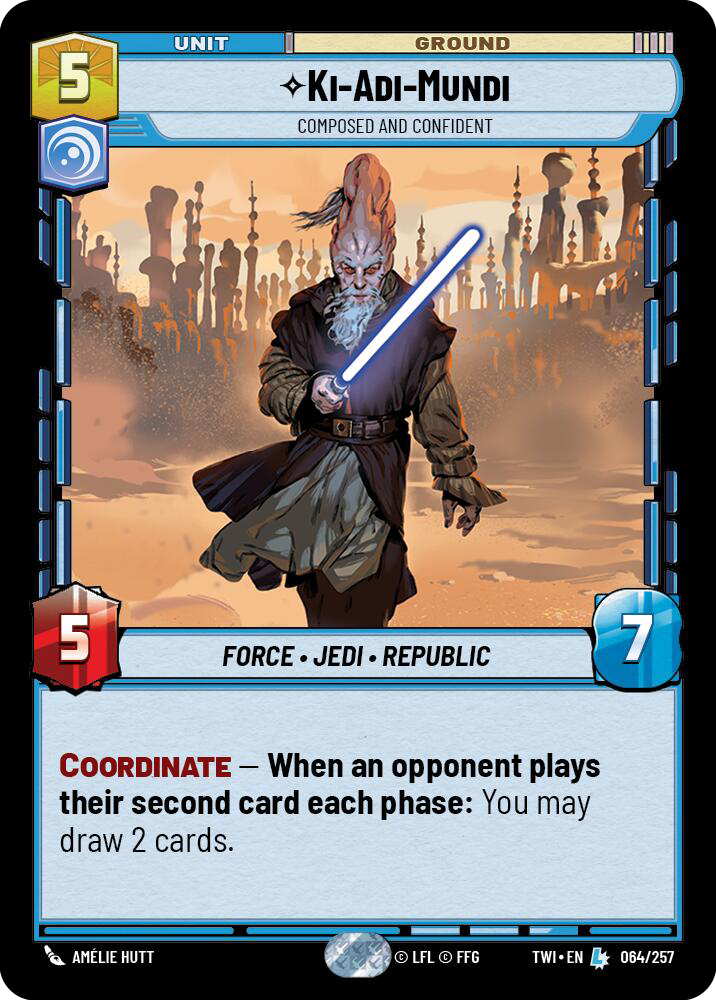 UNIT
GROUND
5
✧Ki-Adi-Mundi
COMPOSED AND CONFIDENT
5
FORCE • JEDI • REPUBLIC
7
COORDINATE — When an opponent plays
their second card each phase: You may
draw 2 cards.
AMÉLIE HUTT
© LFL © FFG
TWI • EN L 064/257